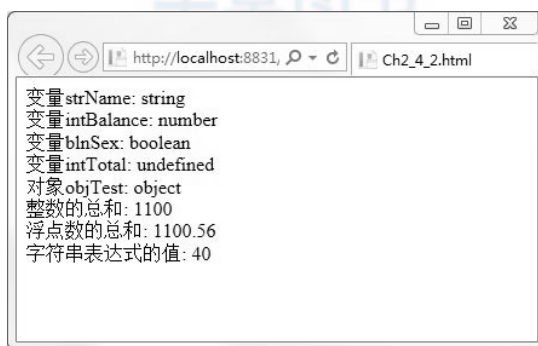 http://localhost:8831/
Ch2_4_2.html
变量strName: string
变量intBalance: number
变量blnSex: boolean
变量intTotal: undefined
对象objTest: object
整数的总和: 1100
浮点数的总和: 1100.56
字符串表达式的值: 40